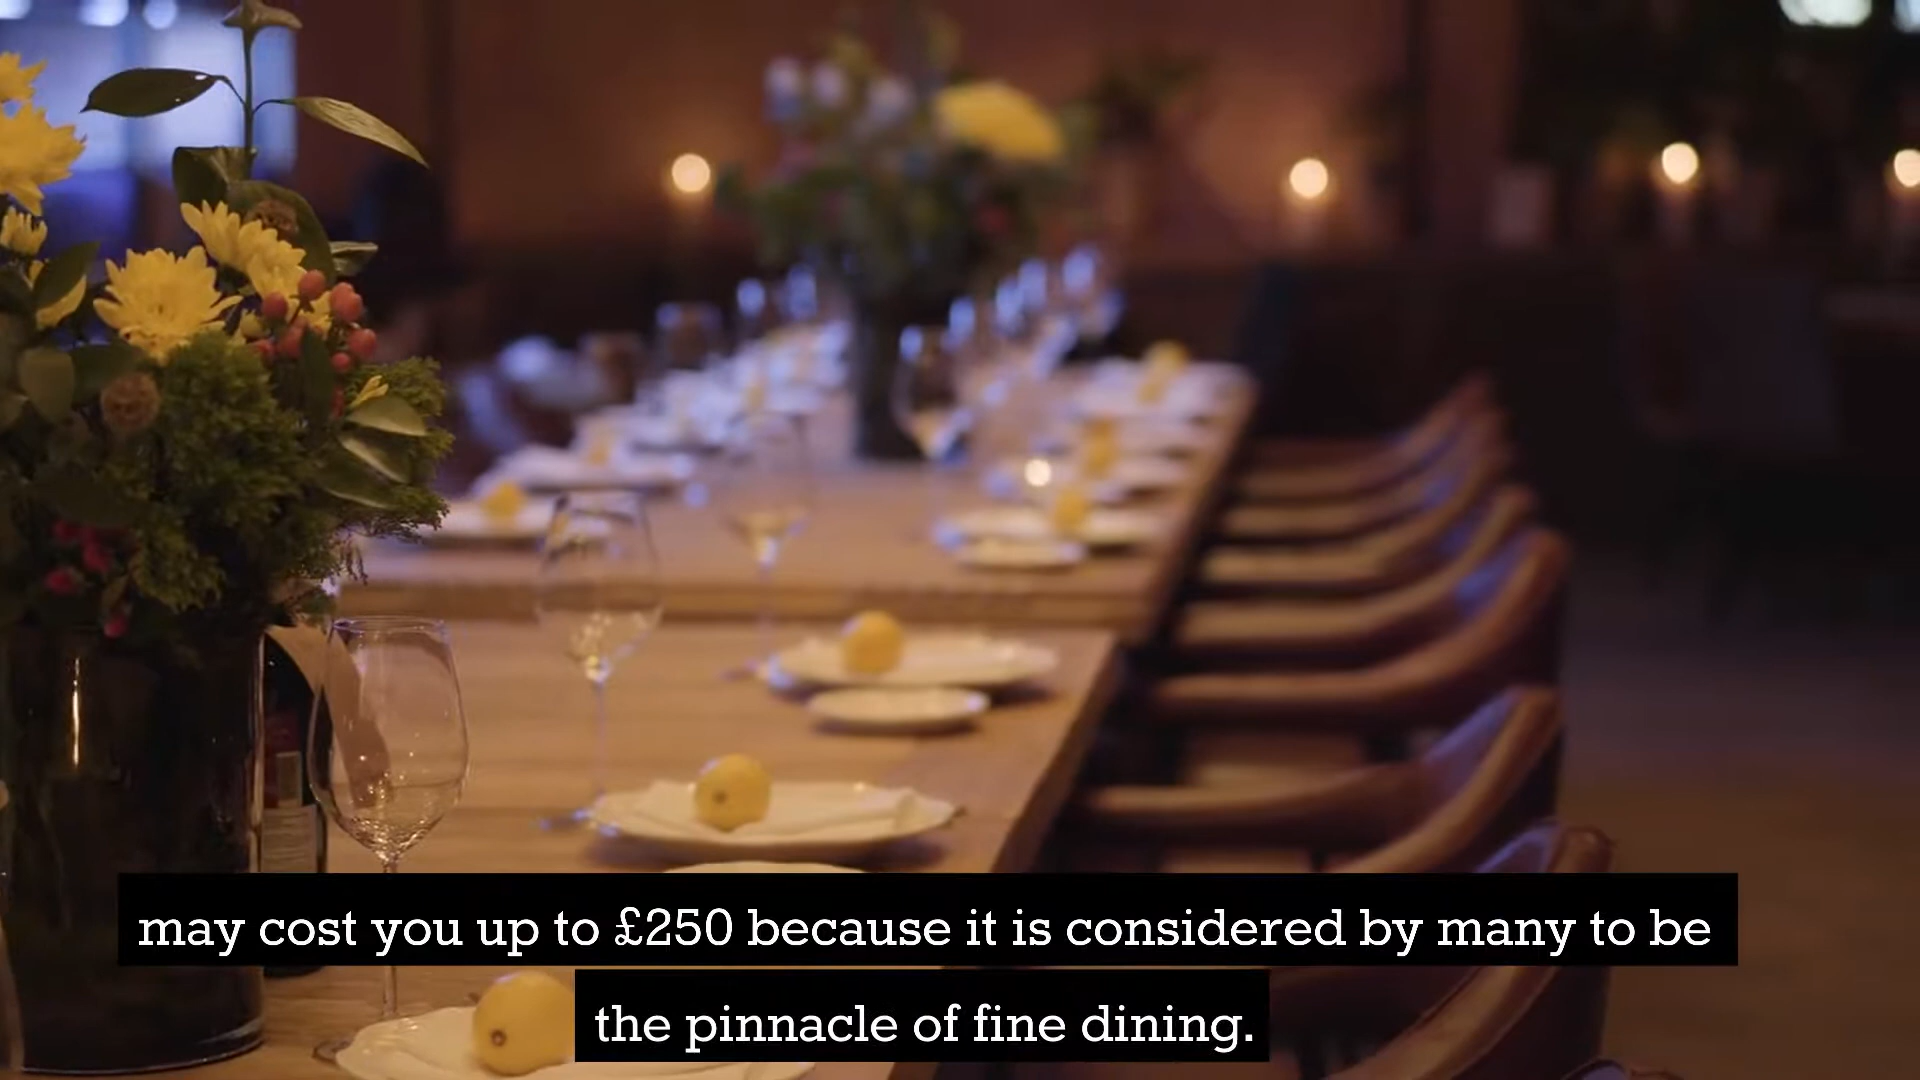 may cost you up to £250 because it is considered by many to be
the pinnacle of fine dining.